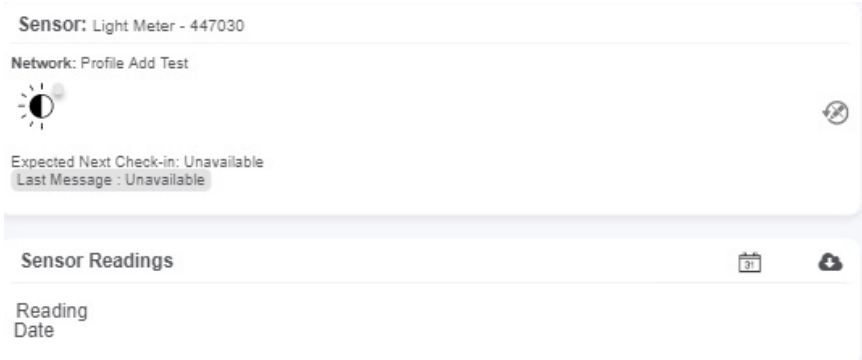 Sensor: Light Meter - 447030
Network: Profile Add Test
Expected Next Check-in: Unavailable
Last Message : Unavailable
Sensor Readings
31
Reading
Date